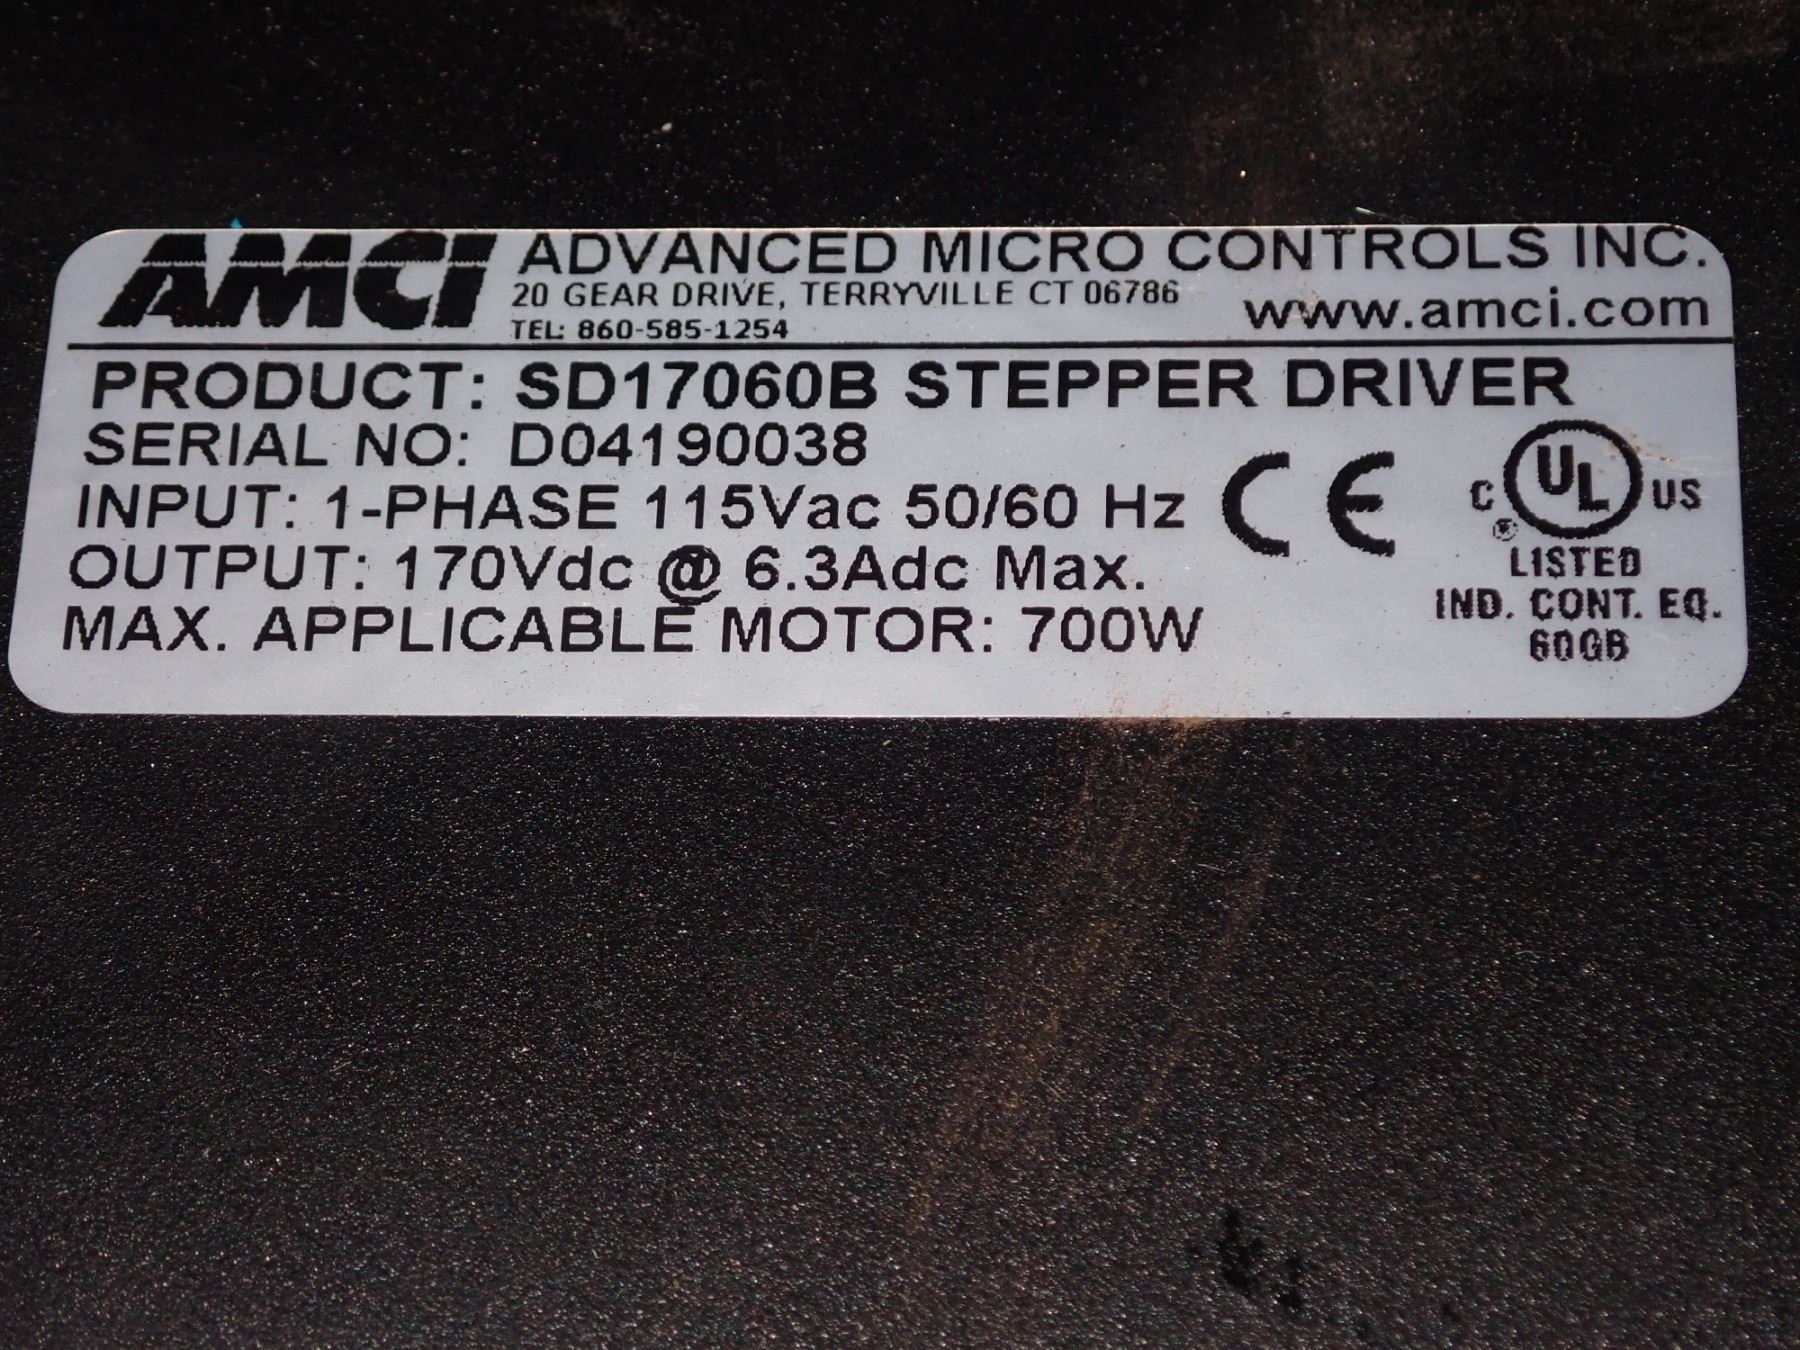 AMCI ADVANCED MICRO CONTROLS INC.
20 GEAR DRIVE, TERRYVILLE CT 06786
TEL: 860-585-1254
www.amci.com
PRODUCT: SD17060B STEPPER DRIVER
SERIAL NO: D04190038
INPUT: 1-PHASE 115Vac 50/60 Hz
OUTPUT: 170Vdc @ 6.3Adc Max.
MAX. APPLICABLE MOTOR: 700W
CE
C UL US
®
LISTED
IND. CONT. EQ.
60GB